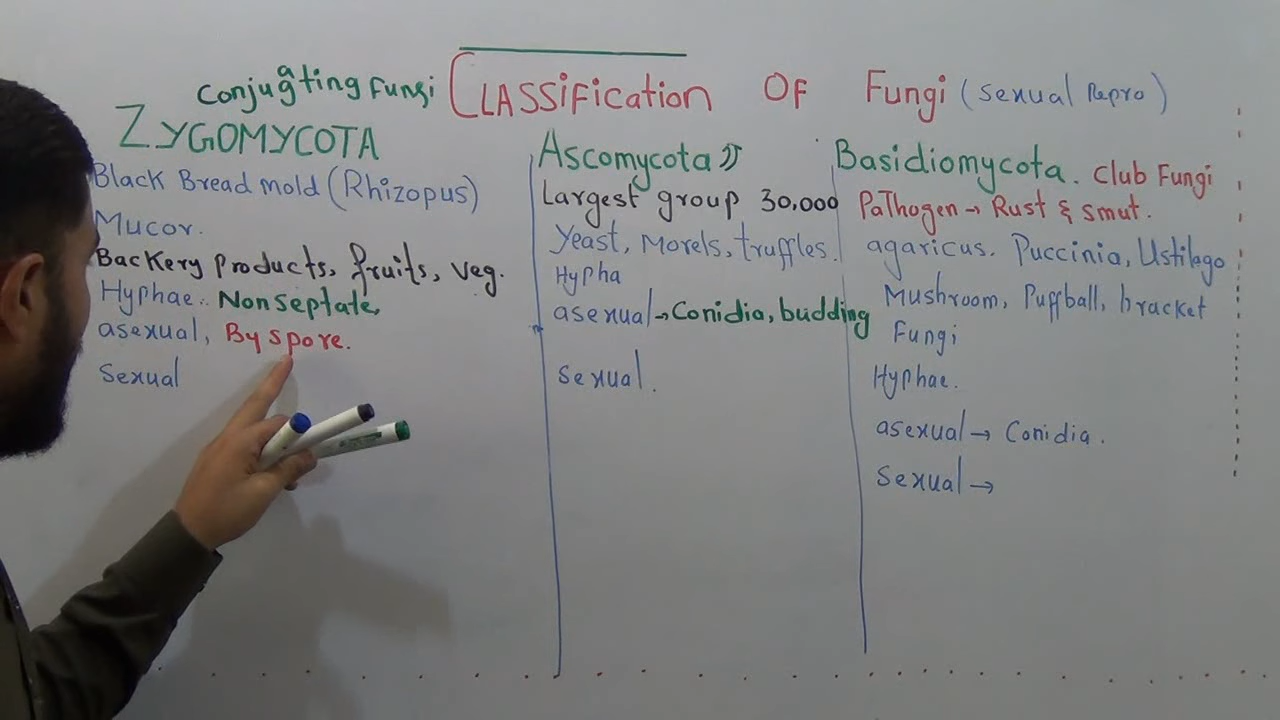 Conjugating Fungi
CLASSification OF Fungi (Sexual Repro)
ZYGOMYCOTA
Black Bread mold (Rhizopus)
Mucor.
Backery products, fruits, veg.
Hyphae: Nonseptate,
asexual, By spore.
Sexual
Ascomycota
Largest group 30,000
Yeast, Morels, truffles.
Hypha
asexual → Conidia, budding
Sexual.
Basidiomycota. Club Fungi
PaThogen → Rust & smut.
agaricus. Puccinia, Ustilago
Mushroom, Puffball, bracket
Fungi
Hyphae.
asexual → Conidia.
Sexual →